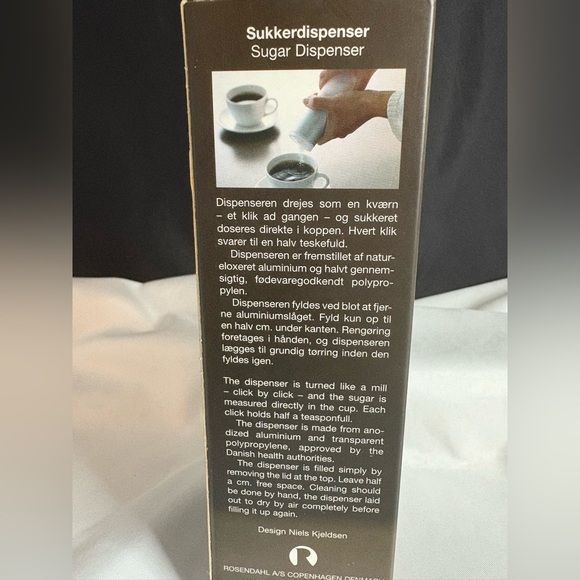 Sukkerdispenser
Sugar Dispenser
Dispenseren drejes som en kværn
– et klik ad gangen – og sukkeret
doseres direkte i koppen. Hvert klik
svarer til en halv teskefuld.
Dispenseren er fremstillet af natur-
eloxeret aluminium og halvt gennem-
sigtig, fødevaregodkendt polypro-
pylen.
Dispenseren fyldes ved blot at fjer-
ne aluminiumslåget. Fyld kun op til
en halv cm. under kanten. Rengøring
foretages i hånden, og dispenseren
lægges til grundig tørring inden den
fyldes igen.
The dispenser is turned like a mill
– click by click – and the sugar is
measured directly in the cup. Each
click holds half a teasponfull.
The dispenser is made from ano-
dized aluminium and transparent
polypropylene, approved by the
Danish health authorities.
The dispenser is filled simply by
removing the lid at the top. Leave half
a cm. free space. Cleaning should
be done by hand, the dispenser laid
out to dry by air completely before
filling it up again.
Design Niels Kjeldsen
ROSENDAHL A/S COPENHAGEN DENMARK